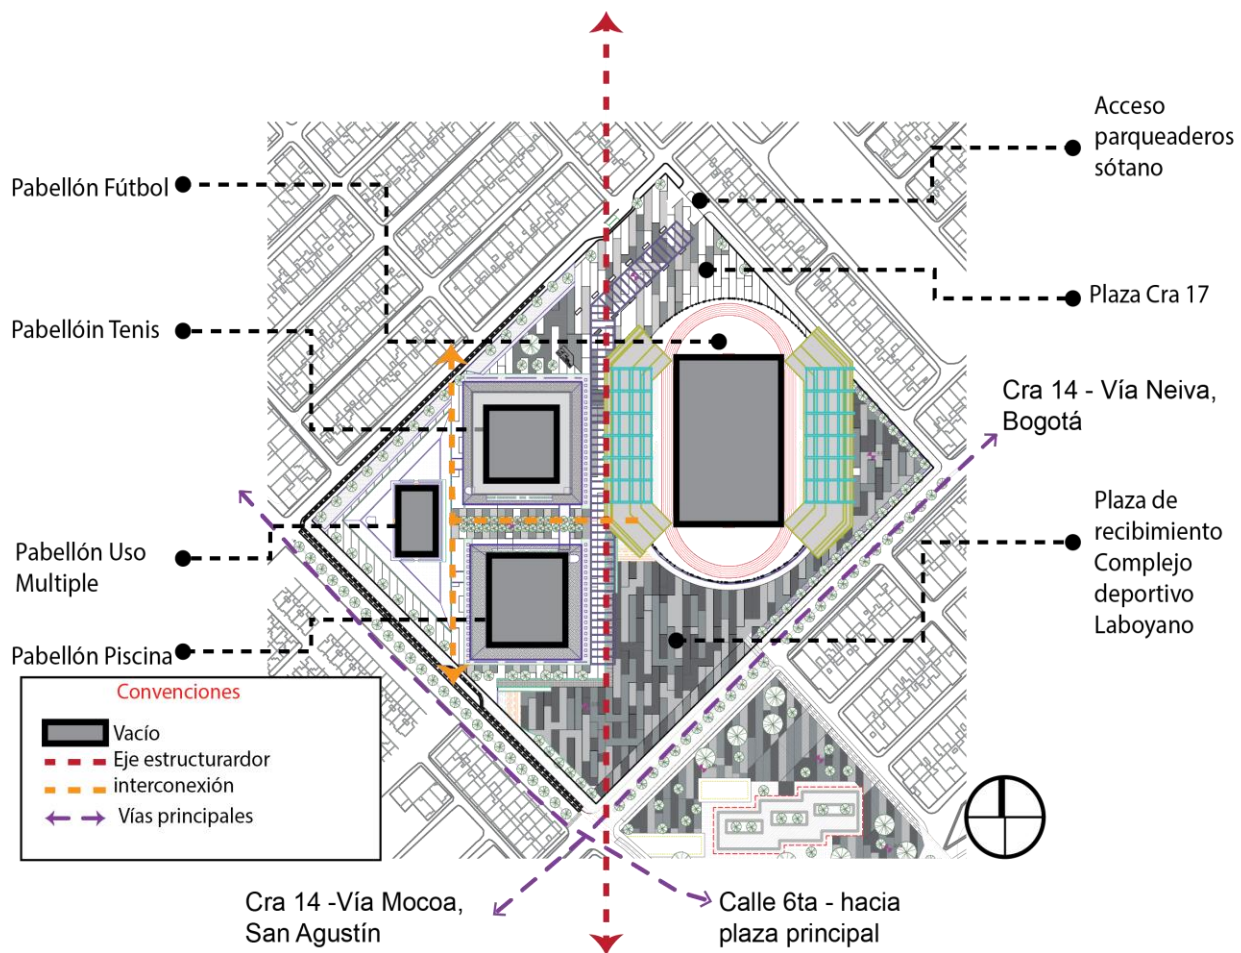 Acceso
parqueaderos
sótano
Pabellón Fútbol
Plaza Cra 17
Pabellóin Tenis
Cra 14 - Vía Neiva,
Bogotá
Plaza de
recibimiento
Complejo
deportivo
Laboyano
Pabellón Uso
Multiple
Pabellón Piscina
Convenciones
Vacío
Eje estructurardor
interconexión
Vías principales
Cra 14 -Vía Mocoa,
San Agustín
Calle 6ta - hacia
plaza principal